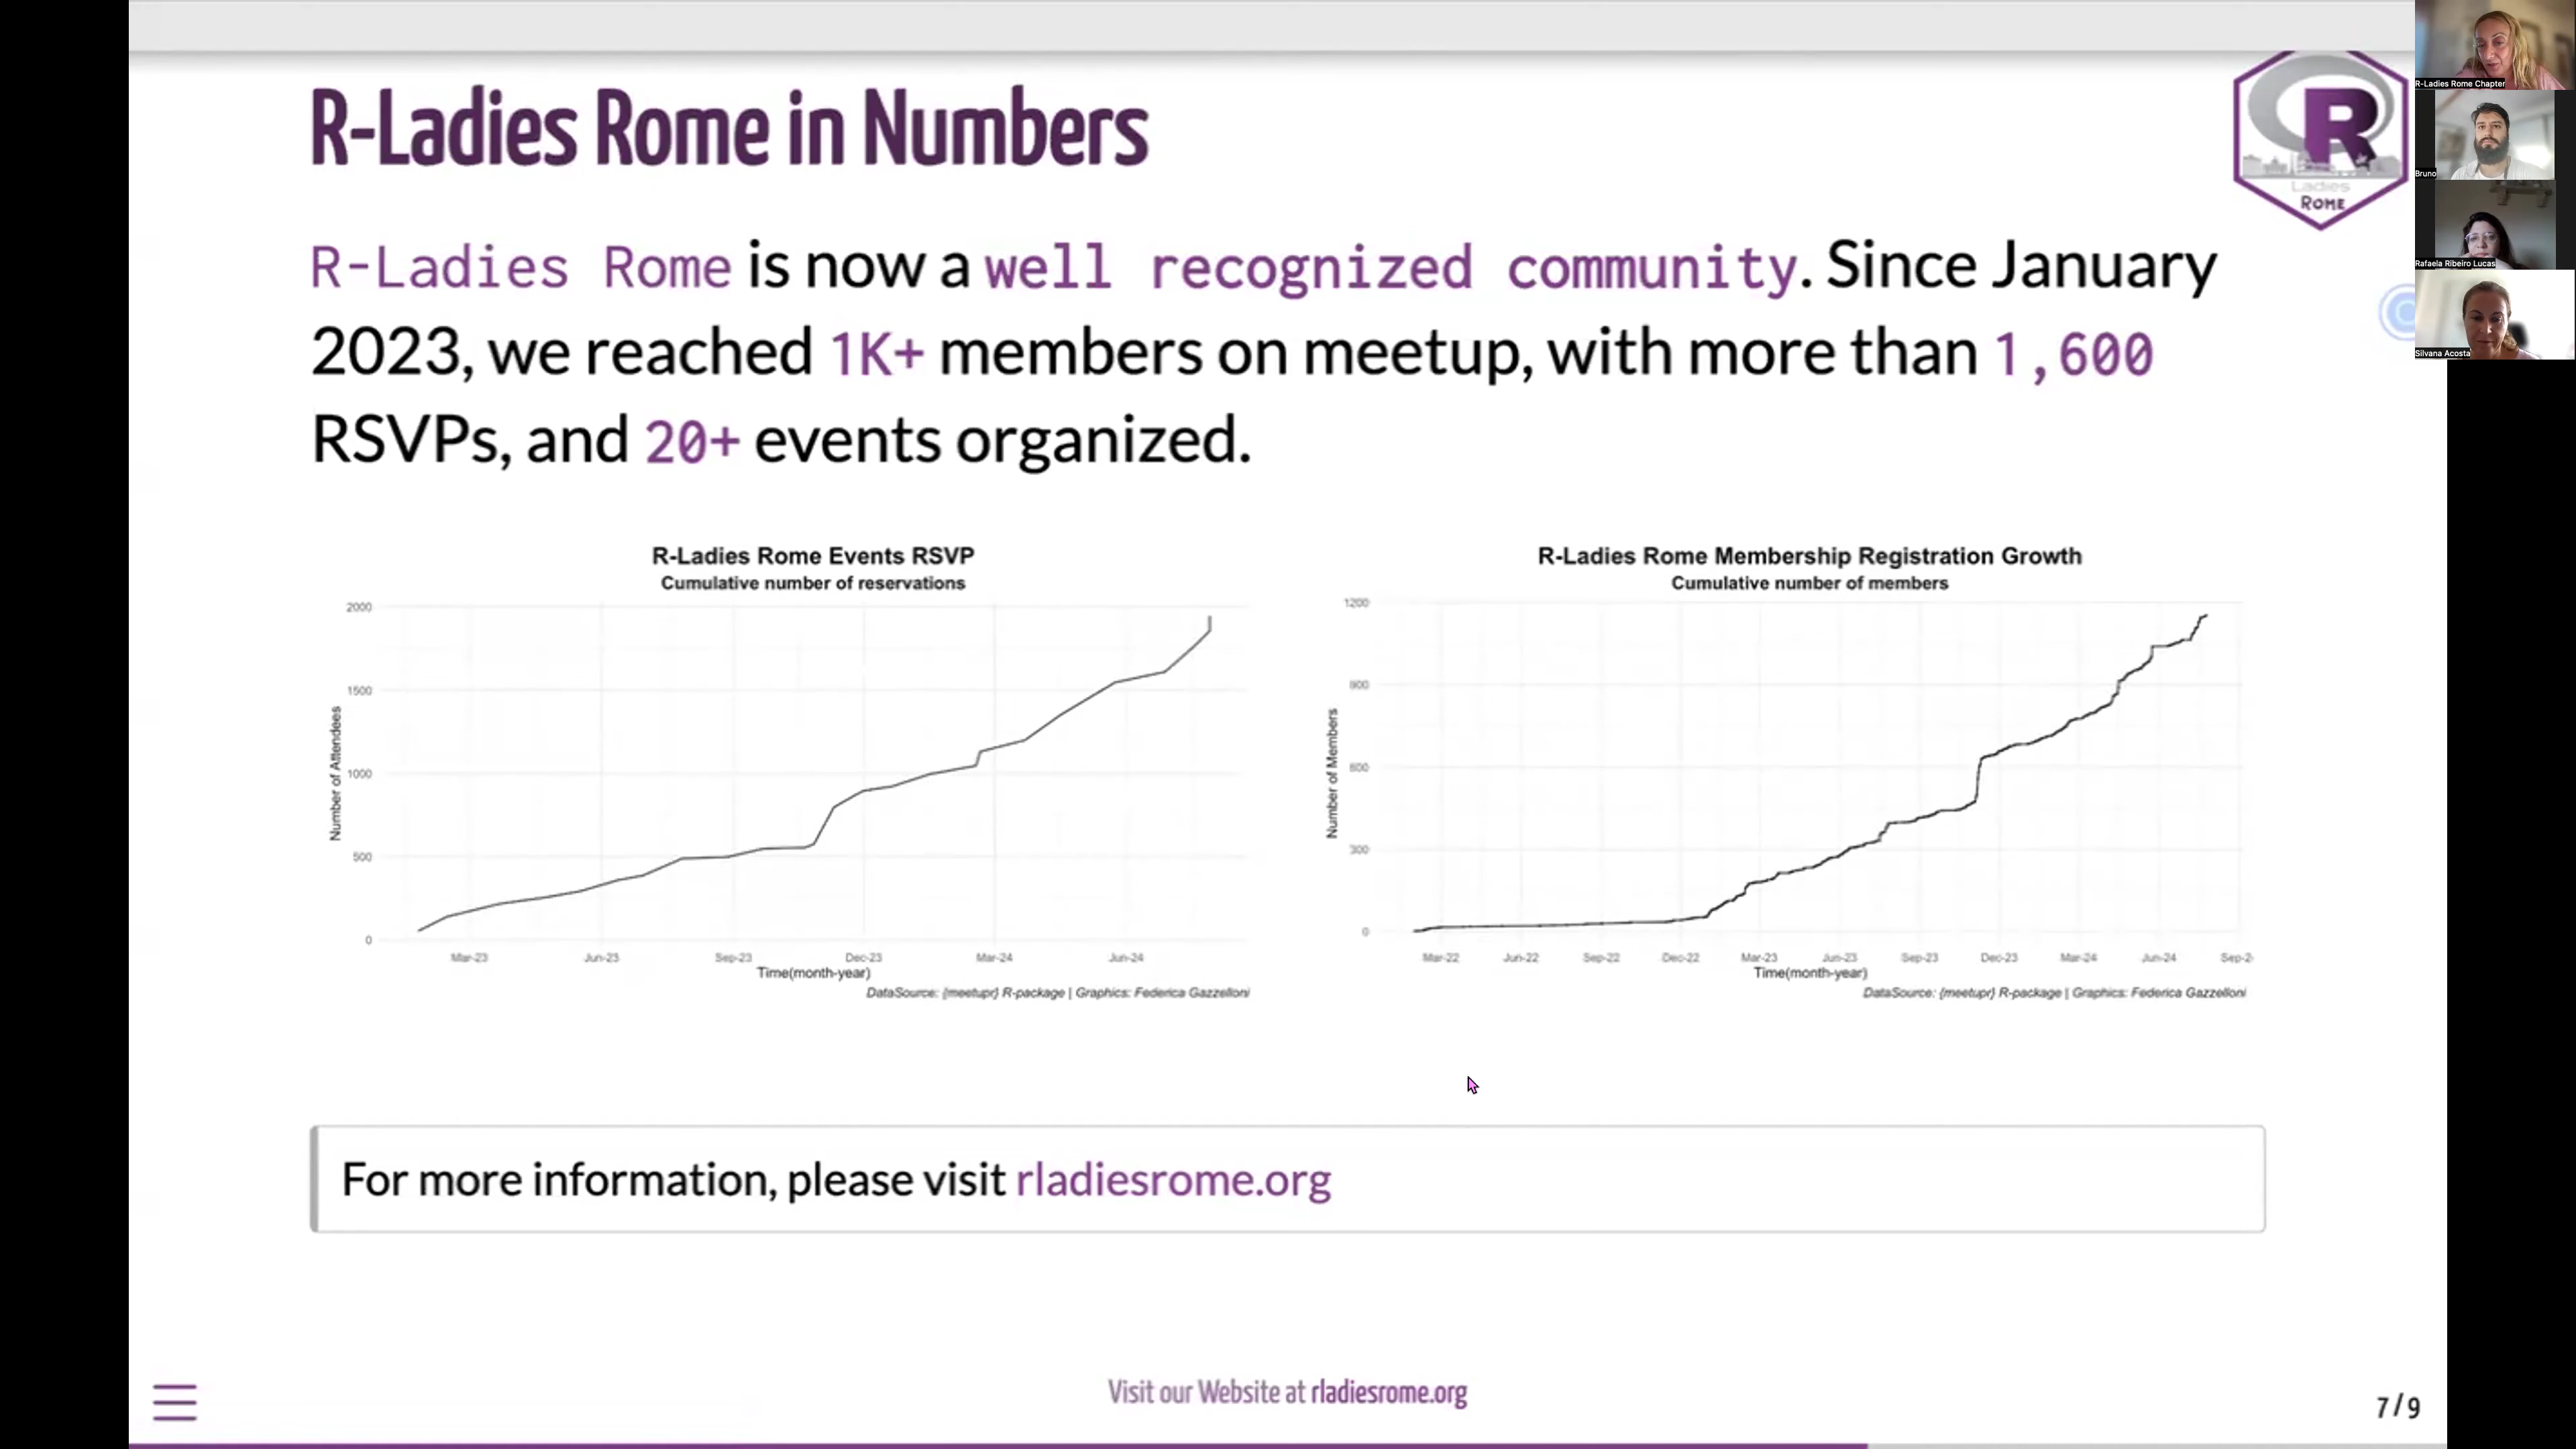 R-Ladies Rome in Numbers
R
Ladies
ROME
R-Ladies Rome is now a well recognized community. Since January
2023, we reached 1K+ members on meetup, with more than 1,600
RSVPs, and 20+ events organized.
R-Ladies Rome Events RSVP
Cumulative number of reservations
2000
1500
1000
500
0
Number of Attendees
Mar-23 Jun-23 Sep-23 Dec-23 Mar-24 Jun-24
Time(month-year)
DataSource: {meetupr} R-package | Graphics: Federica Gazzelloni
R-Ladies Rome Membership Registration Growth
Cumulative number of members
1200
900
600
300
0
Number of Members
Mar-22 Jun-22 Sep-22 Dec-22 Mar-23 Jun-23 Sep-23 Dec-23 Mar-24 Jun-24 Sep-2
Time(month-year)
DataSource: {meetupr} R-package | Graphics: Federica Gazzelloni
For more information, please visit rladiesrome.org
Visit our Website at rladiesrome.org
7/9
R-Ladies Rome Chapter
Bruno
Rafaela Ribeiro Lucas
Silvana Acosta